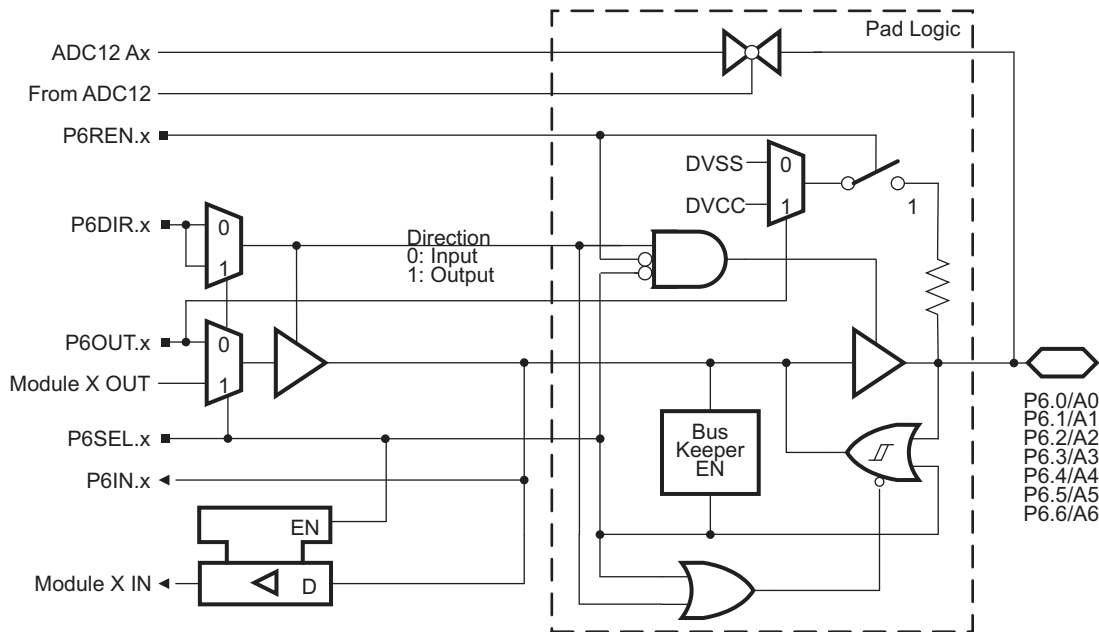 Pad Logic
ADC12 Ax
From ADC12
P6REN.x
DVSS
0
DVCC
1
1
P6DIR.x
0
1
Direction
0: Input
1: Output
P6OUT.x
0
Module X OUT
1
P6SEL.x
Bus
Keeper
EN
P6IN.x
EN
Module X IN
D
P6.0/A0
P6.1/A1
P6.2/A2
P6.3/A3
P6.4/A4
P6.5/A5
P6.6/A6